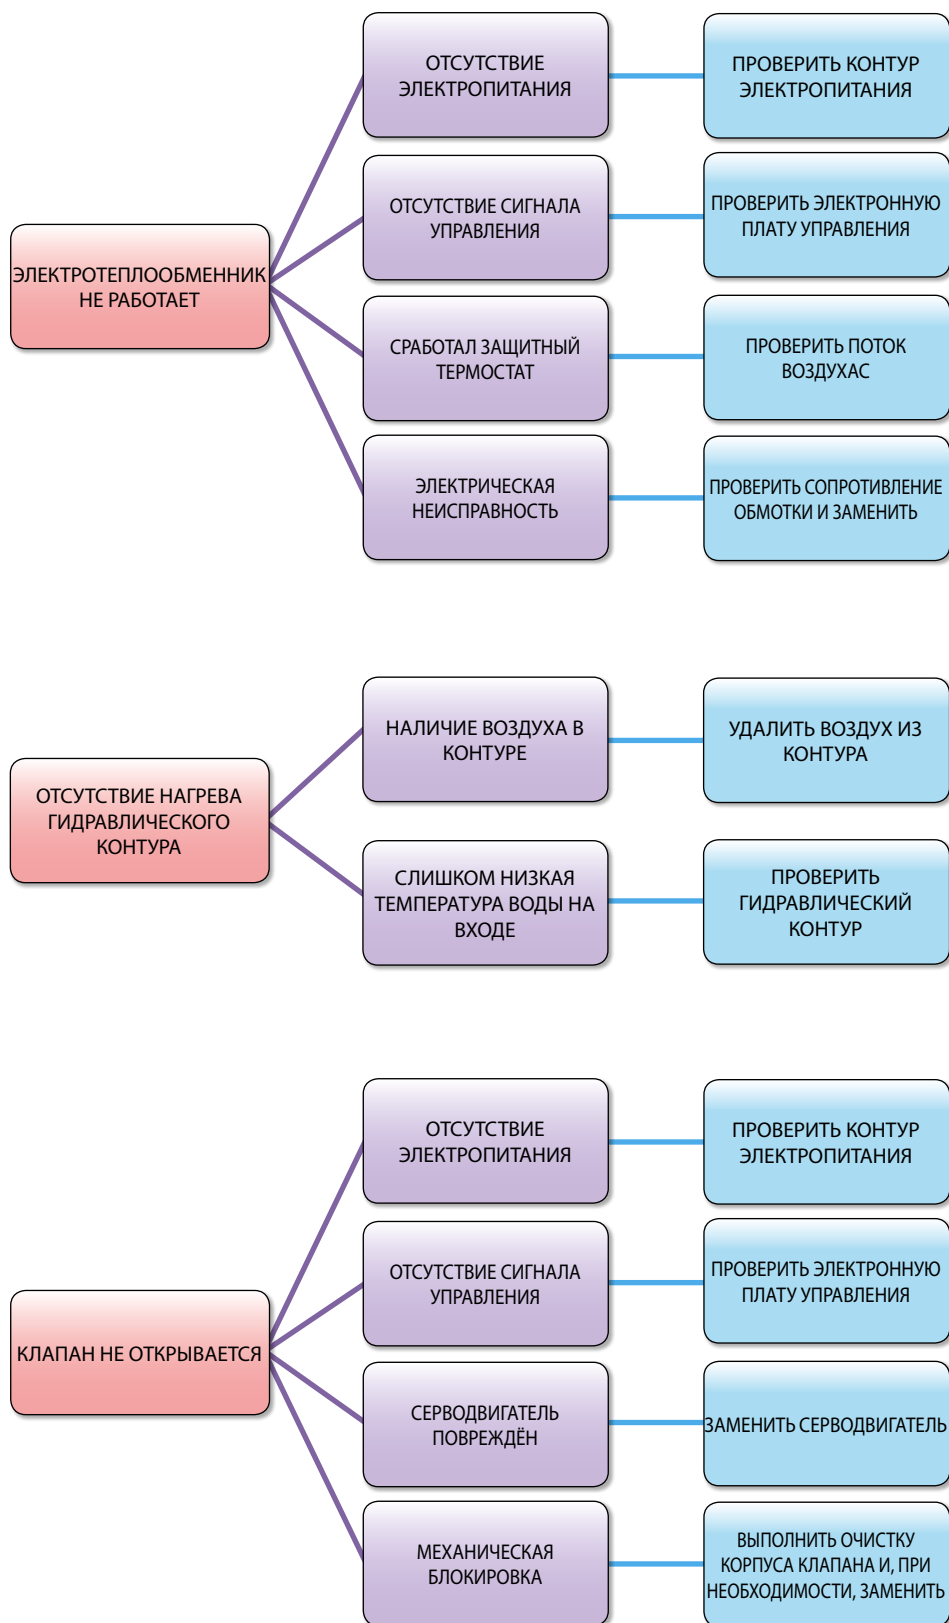 ОТСУТСТВИЕ
ЭЛЕКТРОПИТАНИЯ
ПРОВЕРИТЬ КОНТУР
ЭЛЕКТРОПИТАНИЯ
ОТСУТСТВИЕ СИГНАЛА
УПРАВЛЕНИЯ
ПРОВЕРИТЬ ЭЛЕКТРОННУЮ
ПЛАТУ УПРАВЛЕНИЯ
ЭЛЕКТРОТЕПЛООБМЕННИК
НЕ РАБОТАЕТ
СРАБОТАЛ ЗАЩИТНЫЙ
ТЕРМОСТАТ
ПРОВЕРИТЬ ПОТОК
ВОЗДУХАС
ЭЛЕКТРИЧЕСКАЯ
НЕИСПРАВНОСТЬ
ПРОВЕРИТЬ СОПРОТИВЛЕНИЕ
ОБМОТКИ И ЗАМЕНИТЬ
НАЛИЧИЕ ВОЗДУХА В
КОНТУРЕ
УДАЛИТЬ ВОЗДУХ ИЗ
КОНТУРА
ОТСУТСТВИЕ НАГРЕВА
ГИДРАВЛИЧЕСКОГО
КОНТУРА
СЛИШКОМ НИЗКАЯ
ТЕМПЕРАТУРА ВОДЫ НА
ВХОДЕ
ПРОВЕРИТЬ
ГИДРАВЛИЧЕСКИЙ
КОНТУР
ОТСУТСТВИЕ
ЭЛЕКТРОПИТАНИЯ
ПРОВЕРИТЬ КОНТУР
ЭЛЕКТРОПИТАНИЯ
ОТСУТСТВИЕ СИГНАЛА
УПРАВЛЕНИЯ
ПРОВЕРИТЬ ЭЛЕКТРОННУЮ
ПЛАТУ УПРАВЛЕНИЯ
КЛАПАН НЕ ОТКРЫВАЕТСЯ
СЕРВОДВИГАТЕЛЬ
ПОВРЕЖДЁН
ЗАМЕНИТЬ СЕРВОДВИГАТЕЛЬ
МЕХАНИЧЕСКАЯ
БЛОКИРОВКА
ВЫПОЛНИТЬ ОЧИСТКУ
КОРПУСА КЛАПАНА И, ПРИ
НЕОБХОДИМОСТИ, ЗАМЕНИТЬ